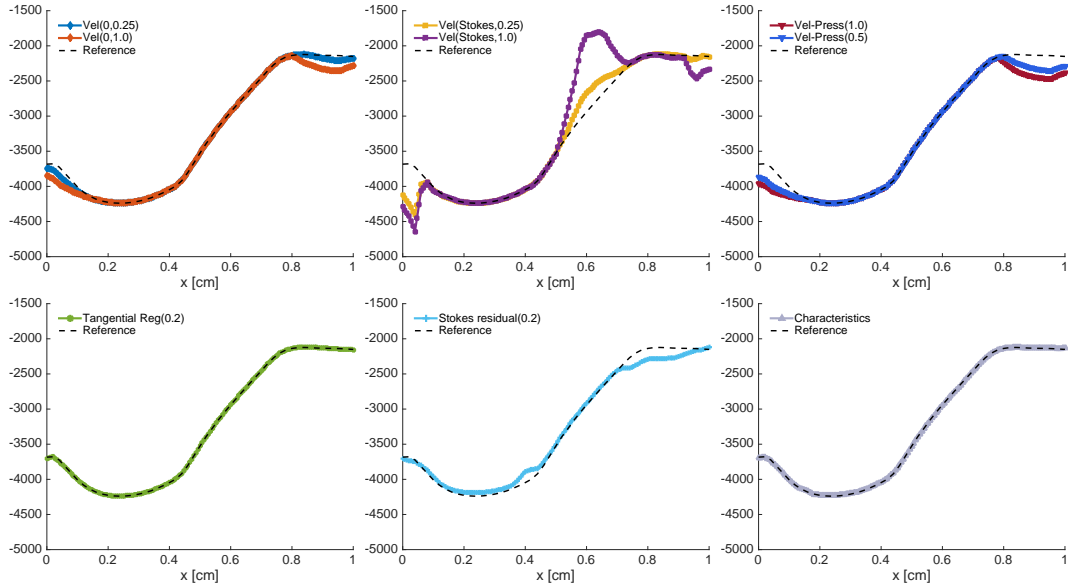 -1500
Vel(0,0.25)
Vel(0,1.0)
Reference
-2000
-2500
-3000
-3500
-4000
-4500
-5000
0 0.2 0.4 0.6 0.8 1
x [cm]
-1500
Vel(Stokes,0.25)
Vel(Stokes,1.0)
Reference
-2000
-2500
-3000
-3500
-4000
-4500
-5000
0 0.2 0.4 0.6 0.8 1
x [cm]
-1500
Vel-Press(1.0)
Vel-Press(0.5)
Reference
-2000
-2500
-3000
-3500
-4000
-4500
-5000
0 0.2 0.4 0.6 0.8 1
x [cm]
-1500
Tangential Reg(0.2)
Reference
-2000
-2500
-3000
-3500
-4000
-4500
-5000
0 0.2 0.4 0.6 0.8 1
x [cm]
-1500
Stokes residual(0.2)
Reference
-2000
-2500
-3000
-3500
-4000
-4500
-5000
0 0.2 0.4 0.6 0.8 1
x [cm]
-1500
Characteristics
Reference
-2000
-2500
-3000
-3500
-4000
-4500
-5000
0 0.2 0.4 0.6 0.8 1
x [cm]